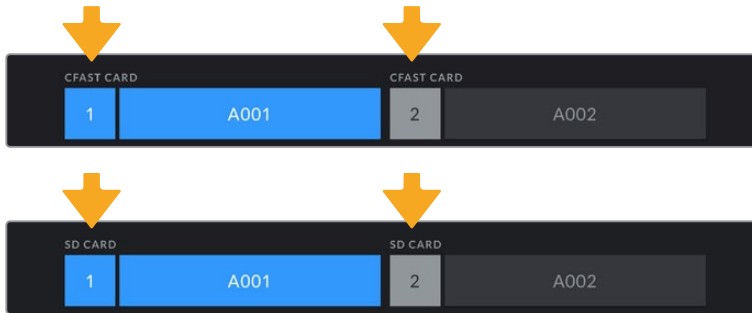 CFAST CARD CFAST CARD
1 A001 2 A002
SD CARD SD CARD
1 A001 2 A002